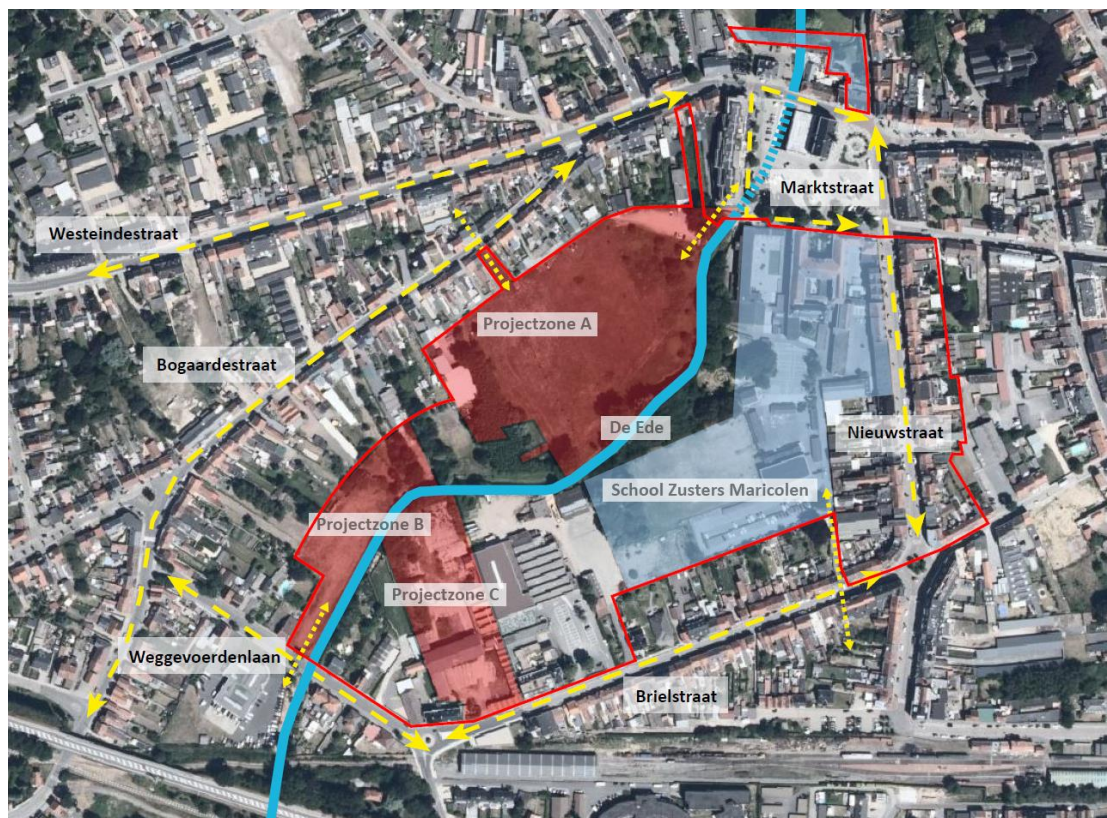 Marktstraat
Westeindestraat
Projectzone A
Bogaardestraat
De Ede
Nieuwstraat
School Zusters Maricolen
Projectzone B
Projectzone C
Weggevoerdenlaan
Brielstraat